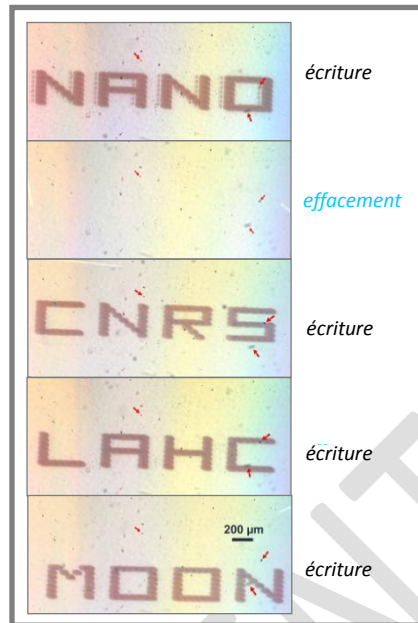 NANO écriture
effacement
CNRS écriture
LAHC écriture
200 µm
MOON écriture